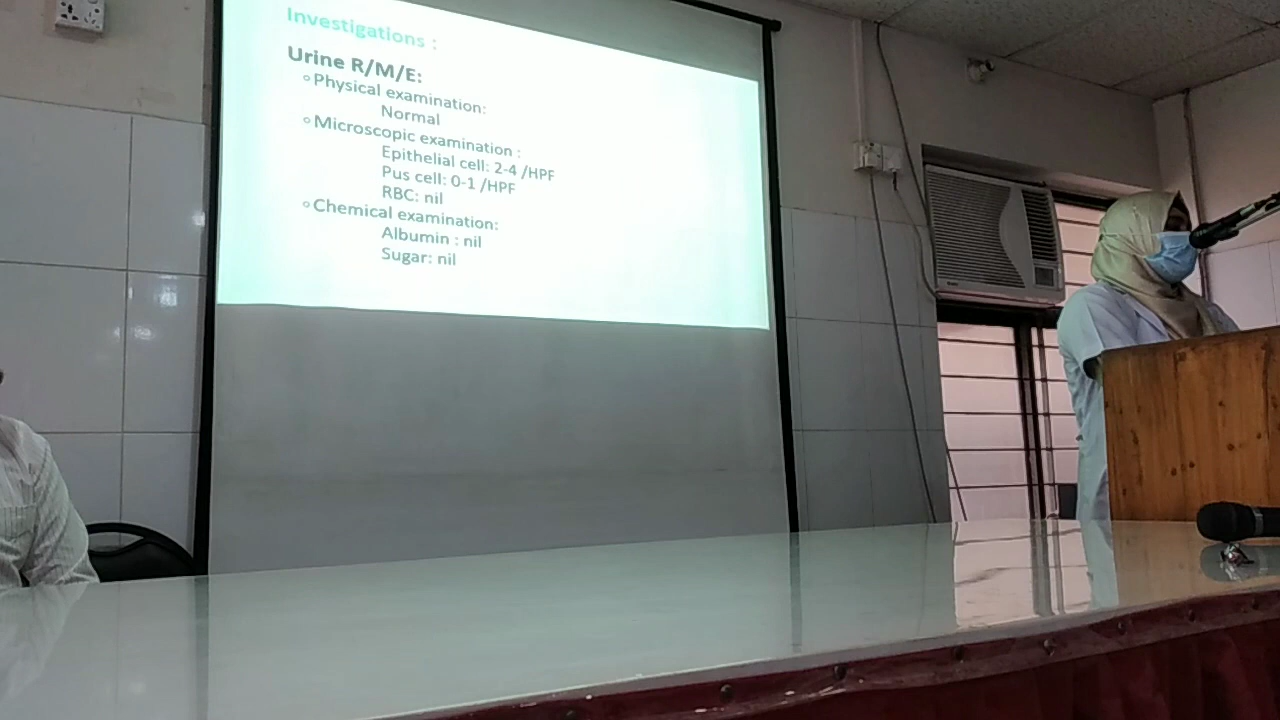 Investigations :
Urine R/M/E:
Physical examination:
Normal
Microscopic examination :
Epithelial cell: 2-4 /HPF
Pus cell: 0-1 /HPF
RBC: nil
Chemical examination:
Albumin : nil
Sugar: nil